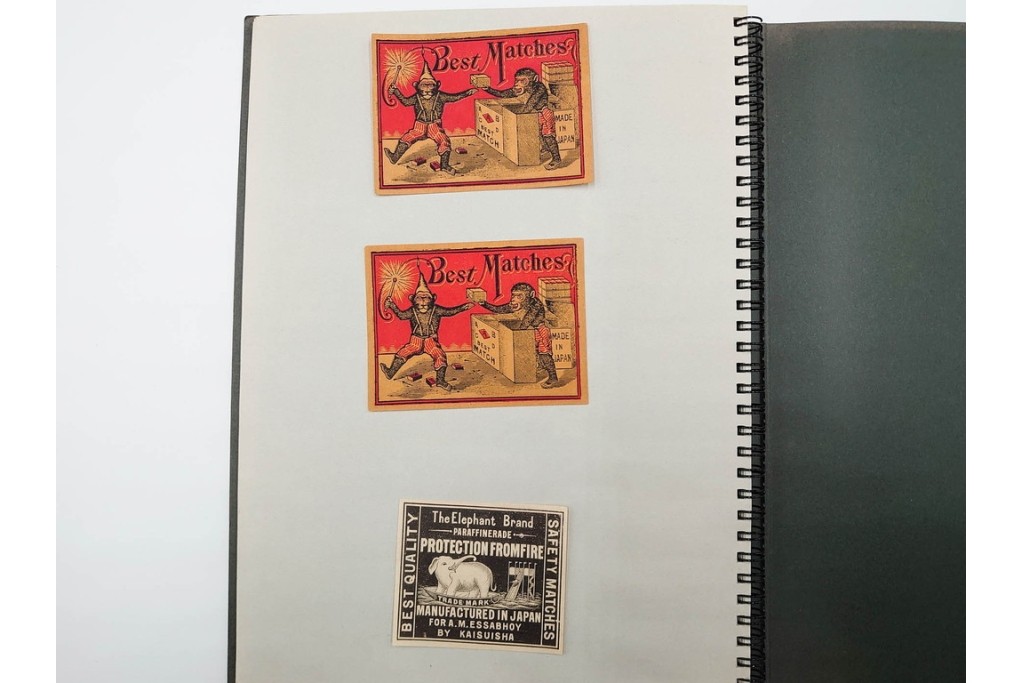 Best Matches
A B
C D
BEST
MATCH
MADE
IN
JAPAN
Best Matches
A B
C D
BEST
MATCH
MADE
IN
JAPAN
BEST QUALITY
The Elephant Brand
PARAFFINERADE
PROTECTION FROMFIRE
TRADE MARK
MANUFACTURED IN JAPAN
FOR A.M. ESSABHOY
BY KAISUISHA
SAFETY MATCHES